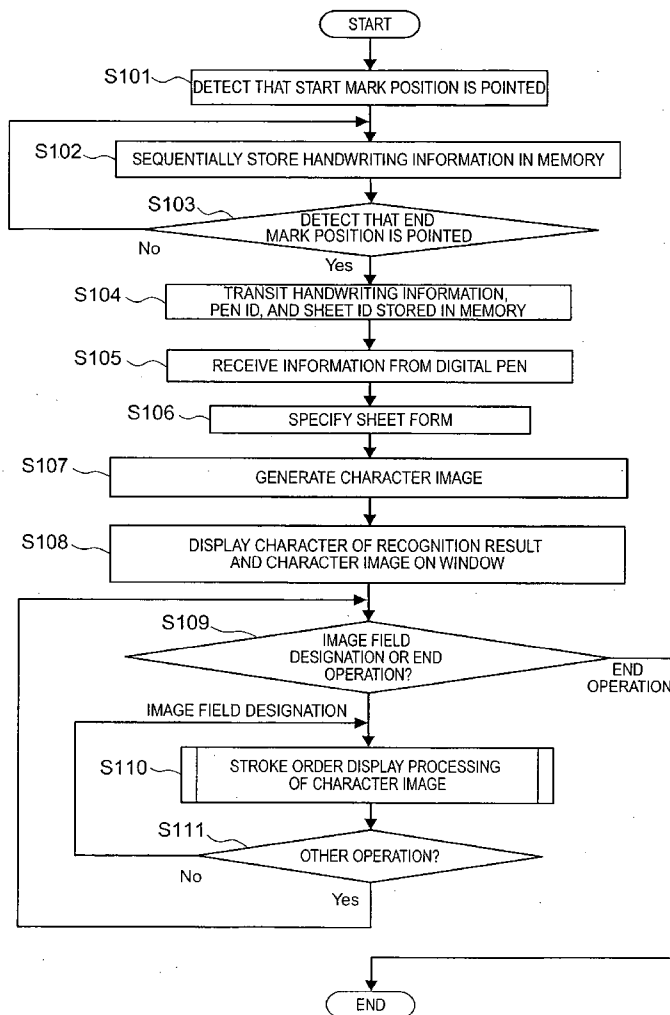 START
S101
DETECT THAT START MARK POSITION IS POINTED
S102
SEQUENTIALLY STORE HANDWRITING INFORMATION IN MEMORY
S103
DETECT THAT END
MARK POSITION IS POINTED
No
Yes
S104
TRANSIT HANDWRITING INFORMATION,
PEN ID, AND SHEET ID STORED IN MEMORY
S105
RECEIVE INFORMATION FROM DIGITAL PEN
S106
SPECIFY SHEET FORM
S107
GENERATE CHARACTER IMAGE
S108
DISPLAY CHARACTER OF RECOGNITION RESULT
AND CHARACTER IMAGE ON WINDOW
S109
IMAGE FIELD
DESIGNATION OR END
OPERATION?
END
OPERATION
IMAGE FIELD DESIGNATION
S110
STROKE ORDER DISPLAY PROCESSING
OF CHARACTER IMAGE
S111
OTHER OPERATION?
No
Yes
END